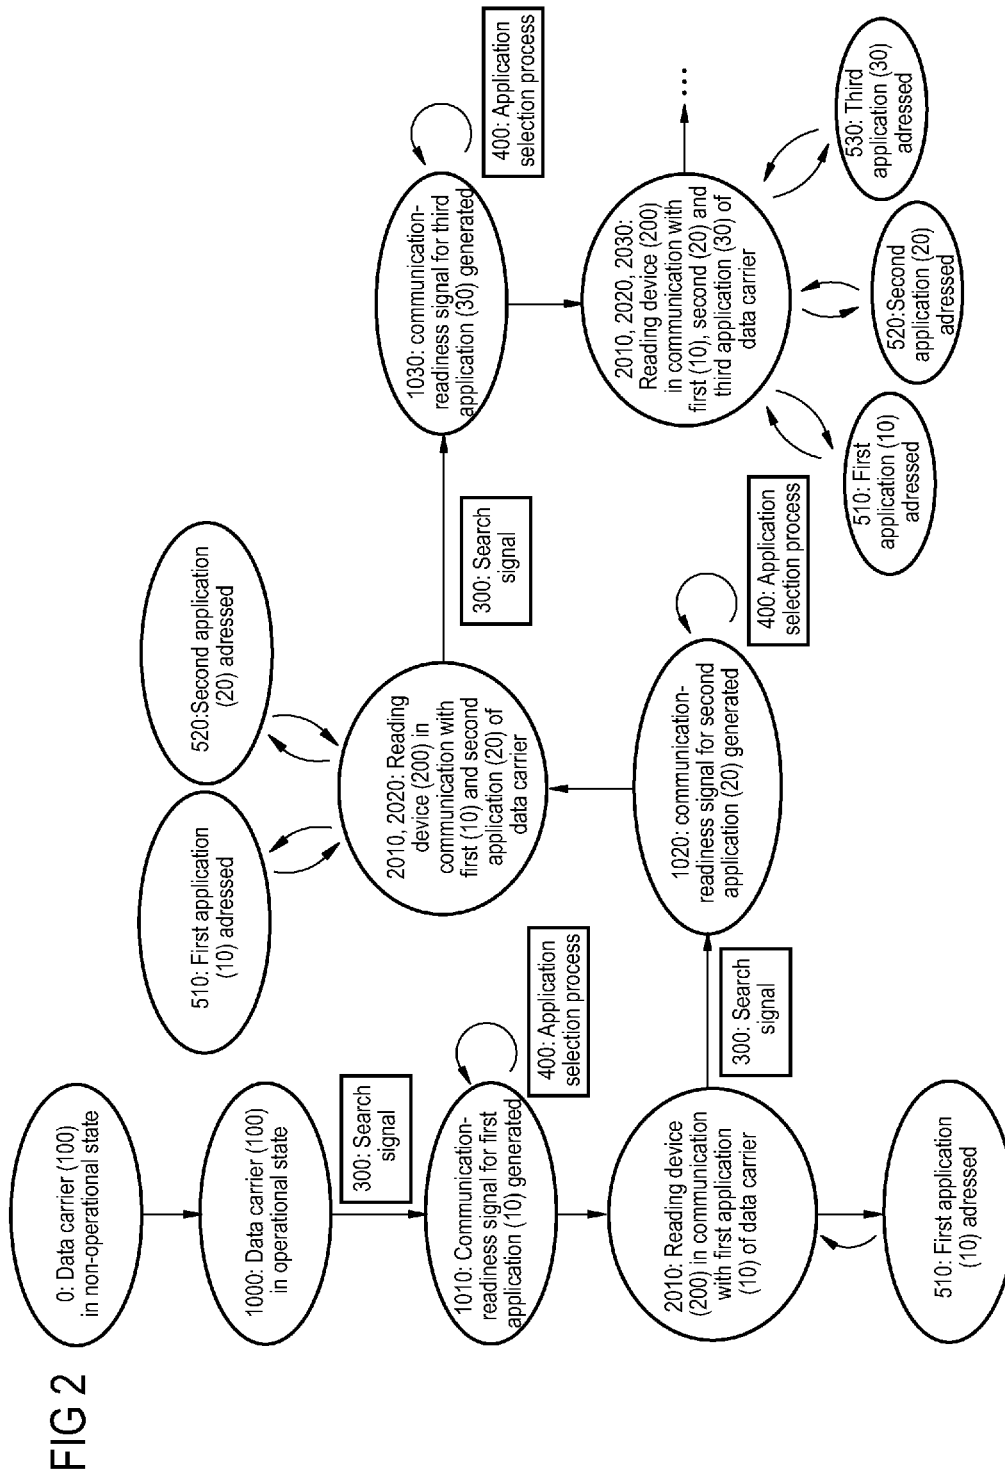 FIG 2
0: Data carrier (100)
in non-operational state
1000: Data carrier (100)
in operational state
300: Search
signal
1010: Communication-
readiness signal for first
application (10) generated
400: Application
selection process
2010: Reading device
(200) in communication
with first application
(10) of data carrier
510: First application
(10) adressed
300: Search
signal
1020: communication-
readiness signal for second
application (20) generated
400: Application
selection process
2010, 2020: Reading
device (200) in
communication with
first (10) and second
application (20) of
data carrier
510: First application
(10) adressed
520:Second application
(20) adressed
300: Search
signal
1030: communication-
readiness signal for third
application (30) generated
400: Application
selection process
2010, 2020, 2030:
Reading device (200)
in communication with
first (10), second (20) and
third application (30) of
data carrier
...
510: First
application (10)
adressed
520:Second
application (20)
adressed
530: Third
application (30)
adressed